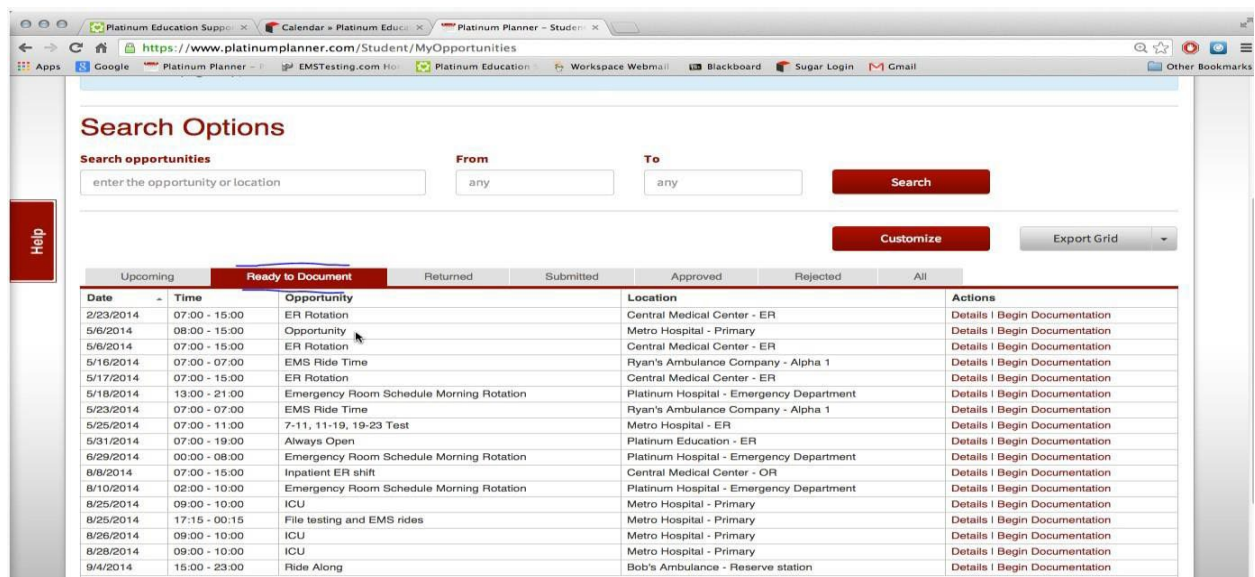 Platinum Education Suppo
Calendar » Platinum Educa
Platinum Planner – Studen
https://www.platinumplanner.com/Student/MyOpportunities
Apps Google Platinum Planner – EMSTesting.com Ho Platinum Education Workspace Webmail Blackboard Sugar Login Gmail Other Bookmarks
Search Options
Search opportunities From To
enter the opportunity or location any any Search
Help
Customize Export Grid
Upcoming Ready to Document Returned Submitted Approved Rejected All
Date Time Opportunity Location Actions
2/23/2014 07:00 - 15:00 ER Rotation Central Medical Center - ER Details | Begin Documentation
5/6/2014 08:00 - 15:00 Opportunity Metro Hospital - Primary Details | Begin Documentation
5/6/2014 07:00 - 15:00 ER Rotation Central Medical Center - ER Details | Begin Documentation
5/16/2014 07:00 - 07:00 EMS Ride Time Ryan's Ambulance Company - Alpha 1 Details | Begin Documentation
5/17/2014 07:00 - 15:00 ER Rotation Central Medical Center - ER Details | Begin Documentation
5/18/2014 13:00 - 21:00 Emergency Room Schedule Morning Rotation Platinum Hospital - Emergency Department Details | Begin Documentation
5/23/2014 07:00 - 07:00 EMS Ride Time Ryan's Ambulance Company - Alpha 1 Details | Begin Documentation
5/25/2014 07:00 - 11:00 7-11, 11-19, 19-23 Test Metro Hospital - ER Details | Begin Documentation
5/31/2014 07:00 - 19:00 Always Open Platinum Education - ER Details | Begin Documentation
6/29/2014 00:00 - 08:00 Emergency Room Schedule Morning Rotation Platinum Hospital - Emergency Department Details | Begin Documentation
8/8/2014 07:00 - 15:00 Inpatient ER shift Central Medical Center - OR Details | Begin Documentation
8/10/2014 02:00 - 10:00 Emergency Room Schedule Morning Rotation Platinum Hospital - Emergency Department Details | Begin Documentation
8/25/2014 09:00 - 10:00 ICU Metro Hospital - Primary Details | Begin Documentation
8/25/2014 17:15 - 00:15 File testing and EMS rides Metro Hospital - Primary Details | Begin Documentation
8/26/2014 09:00 - 10:00 ICU Metro Hospital - Primary Details | Begin Documentation
8/28/2014 09:00 - 10:00 ICU Metro Hospital - Primary Details | Begin Documentation
9/4/2014 15:00 - 23:00 Ride Along Bob's Ambulance - Reserve station Details | Begin Documentation